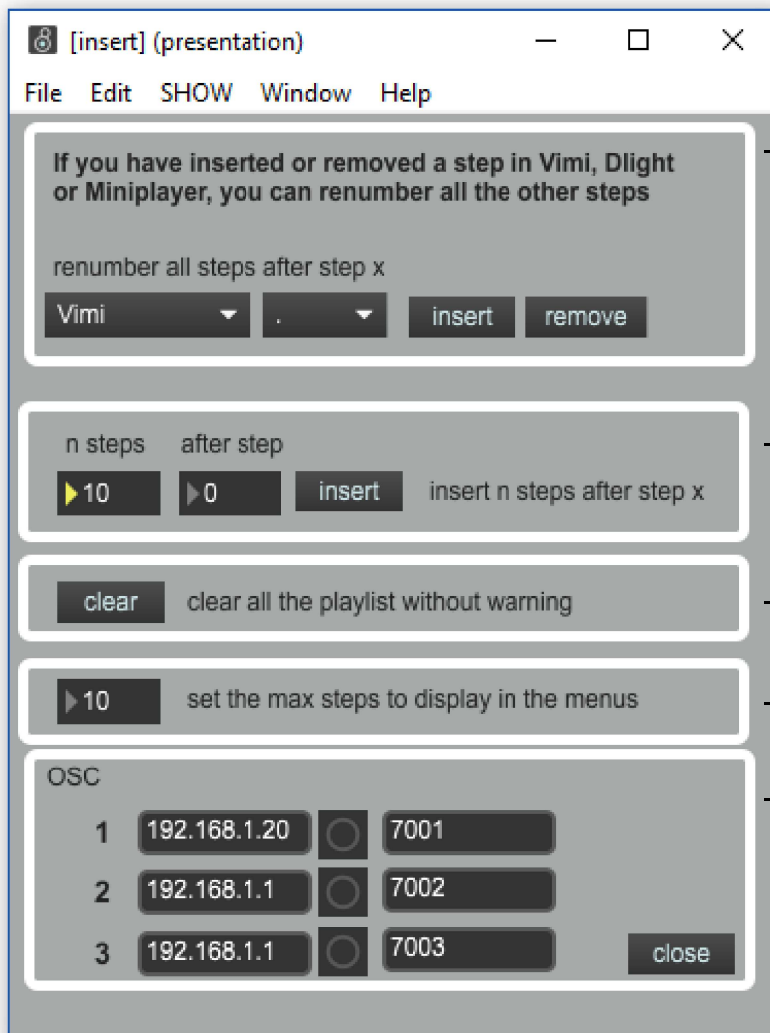 [insert] (presentation)
File Edit SHOW Window Help
If you have inserted or removed a step in Vimi, Dlight
or Miniplayer, you can renumber all the other steps
renumber all steps after step x
Vimi . insert remove
n steps after step
10 0 insert insert n steps after step x
clear clear all the playlist without warning
10 set the max steps to display in the menus
OSC
1 192.168.1.20 7001
2 192.168.1.1 7002
3 192.168.1.1 7003
close